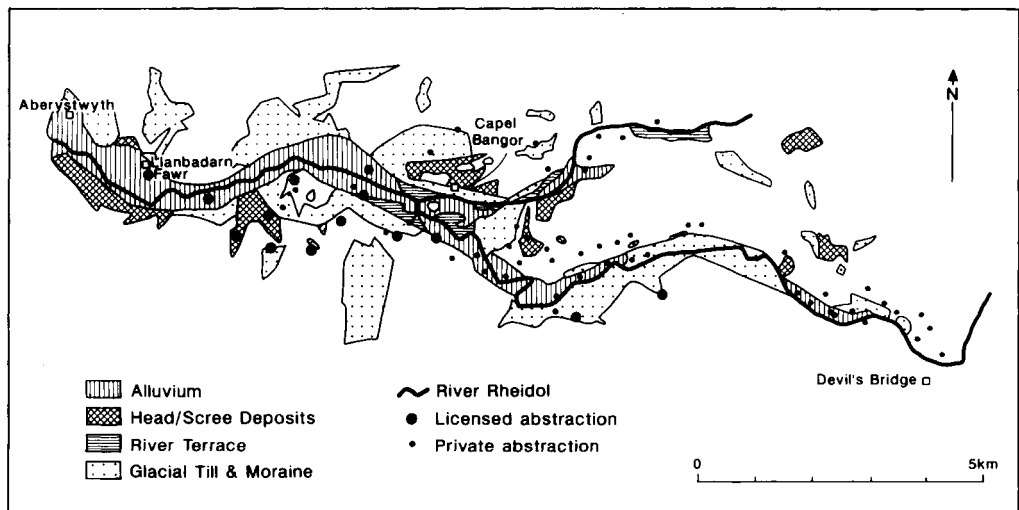 Aberystwyth
N
Capel
Bangor
Llanbadarn
Fawr
Devil's Bridge
Alluvium
Head/Scree Deposits
River Terrace
Glacial Till & Moraine
River Rheidol
Licensed abstraction
Private abstraction
0
5km